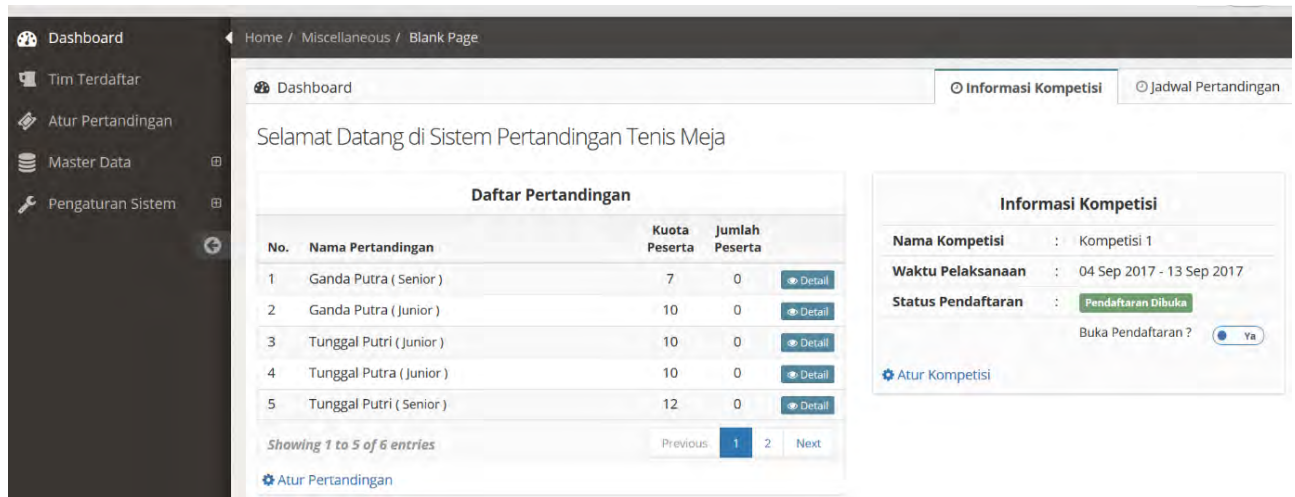 Dashboard
Tim Terdaftar
Atur Pertandingan
Master Data
Pengaturan Sistem
Home / Miscellaneous / Blank Page
Dashboard
Informasi Kompetisi
Jadwal Pertandingan
Selamat Datang di Sistem Pertandingan Tenis Meja
Daftar Pertandingan
No. Nama Pertandingan Kuota Peserta Jumlah Peserta
1 Ganda Putra ( Senior ) 7 0 Detail
2 Ganda Putra ( Junior ) 10 0 Detail
3 Tunggal Putri ( Junior ) 10 0 Detail
4 Tunggal Putra ( Junior ) 10 0 Detail
5 Tunggal Putri ( Senior ) 12 0 Detail
Showing 1 to 5 of 6 entries Previous 1 2 Next
Atur Pertandingan
Informasi Kompetisi
Nama Kompetisi : Kompetisi 1
Waktu Pelaksanaan : 04 Sep 2017 - 13 Sep 2017
Status Pendaftaran : Pendaftaran Dibuka
Buka Pendaftaran ? Ya
Atur Kompetisi